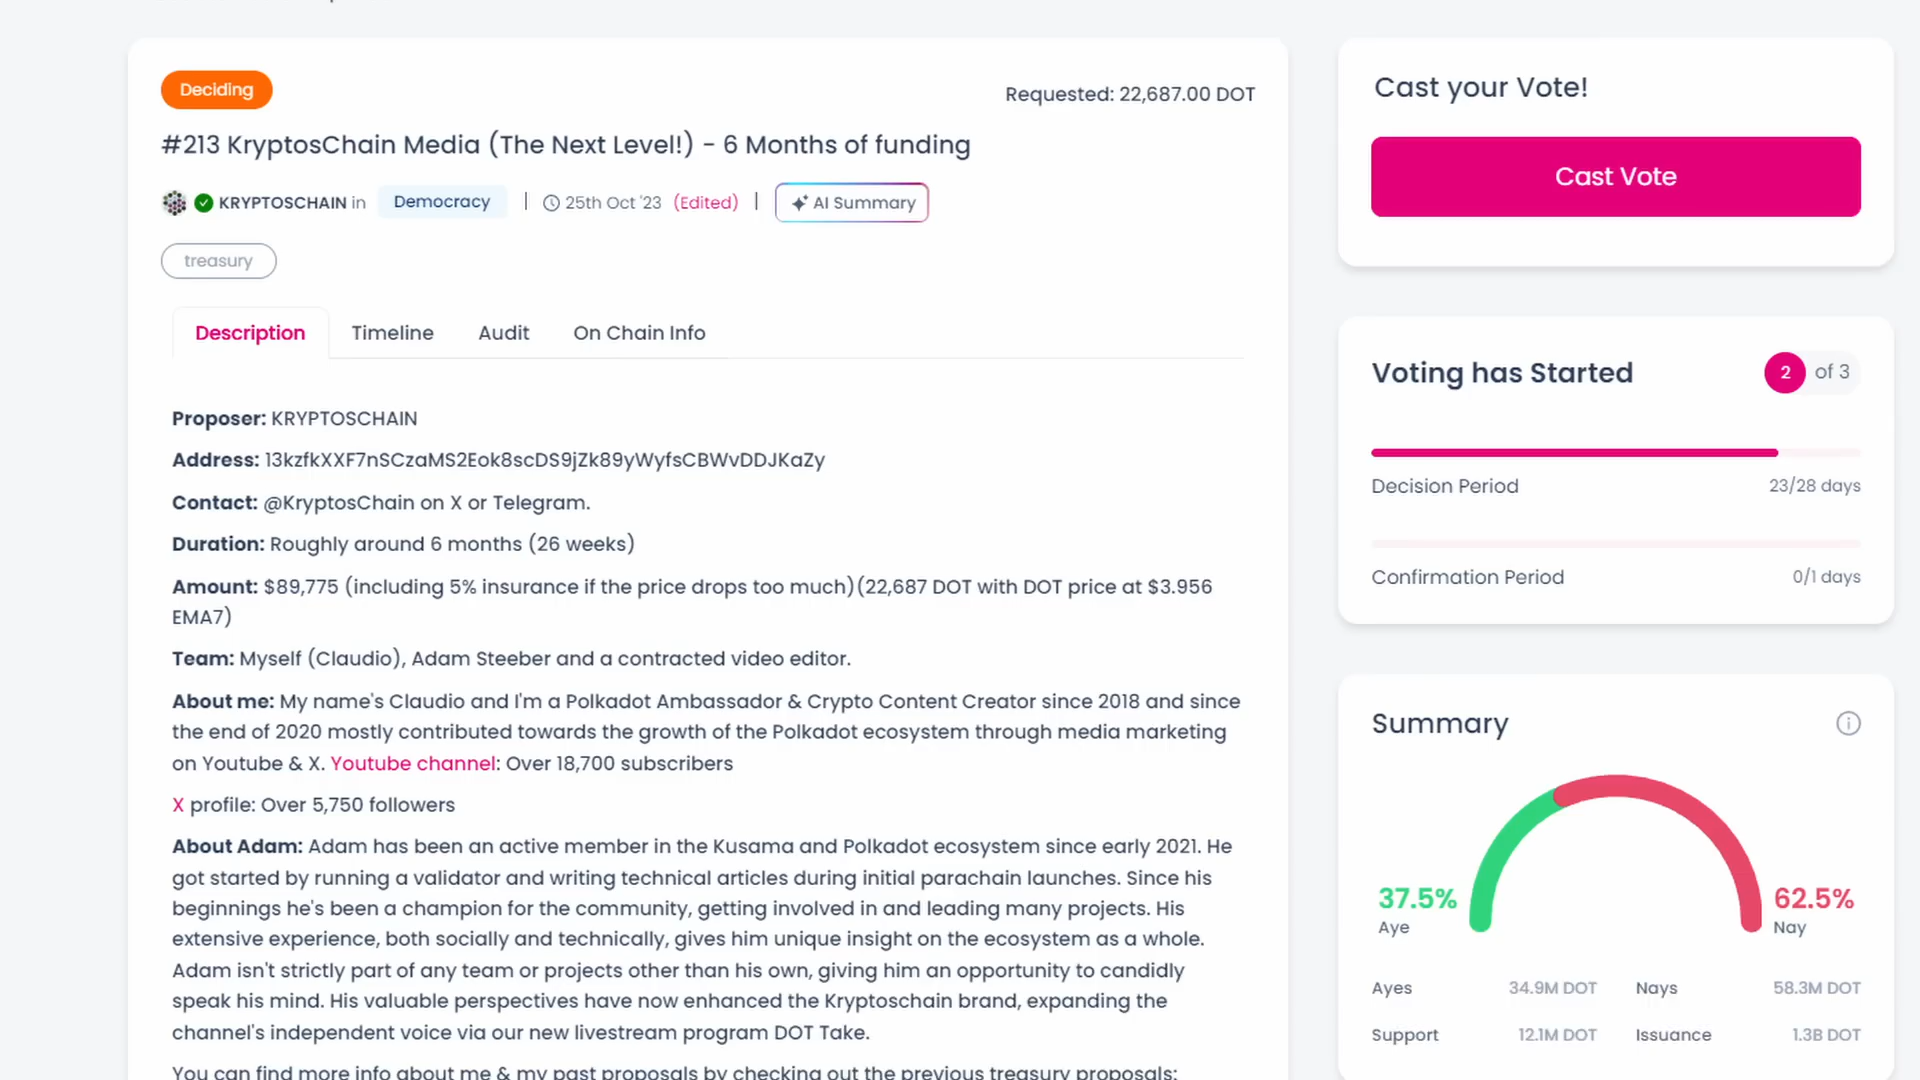 Deciding
Requested: 22,687.00 DOT
#213 KryptosChain Media (The Next Level!) - 6 Months of funding
KRYPTOSCHAIN in Democracy | 25th Oct '23 (Edited) | AI Summary
treasury
Description Timeline Audit On Chain Info
Proposer: KRYPTOSCHAIN
Address: 13kzfkXXF7nSCzaMS2Eok8scDS9jZk89yWyfsCBWvDDJKaZy
Contact: @KryptosChain on X or Telegram.
Duration: Roughly around 6 months (26 weeks)
Amount: $89,775 (including 5% insurance if the price drops too much)(22,687 DOT with DOT price at $3.956
EMA7)
Team: Myself (Claudio), Adam Steeber and a contracted video editor.
About me: My name's Claudio and I'm a Polkadot Ambassador & Crypto Content Creator since 2018 and since
the end of 2020 mostly contributed towards the growth of the Polkadot ecosystem through media marketing
on Youtube & X. Youtube channel: Over 18,700 subscribers
X profile: Over 5,750 followers
About Adam: Adam has been an active member in the Kusama and Polkadot ecosystem since early 2021. He
got started by running a validator and writing technical articles during initial parachain launches. Since his
beginnings he's been a champion for the community, getting involved in and leading many projects. His
extensive experience, both socially and technically, gives him unique insight on the ecosystem as a whole.
Adam isn't strictly part of any team or projects other than his own, giving him an opportunity to candidly
speak his mind. His valuable perspectives have now enhanced the Kryptoschain brand, expanding the
channel's independent voice via our new livestream program DOT Take.
You can find more info about me & my past proposals by checking out the previous treasury proposals:
Cast your Vote!
Cast Vote
Voting has Started
2 of 3
Decision Period 23/28 days
Confirmation Period 0/1 days
Summary
37.5%
Aye
62.5%
Nay
Ayes 34.9M DOT Nays 58.3M DOT
Support 12.1M DOT Issuance 1.3B DOT